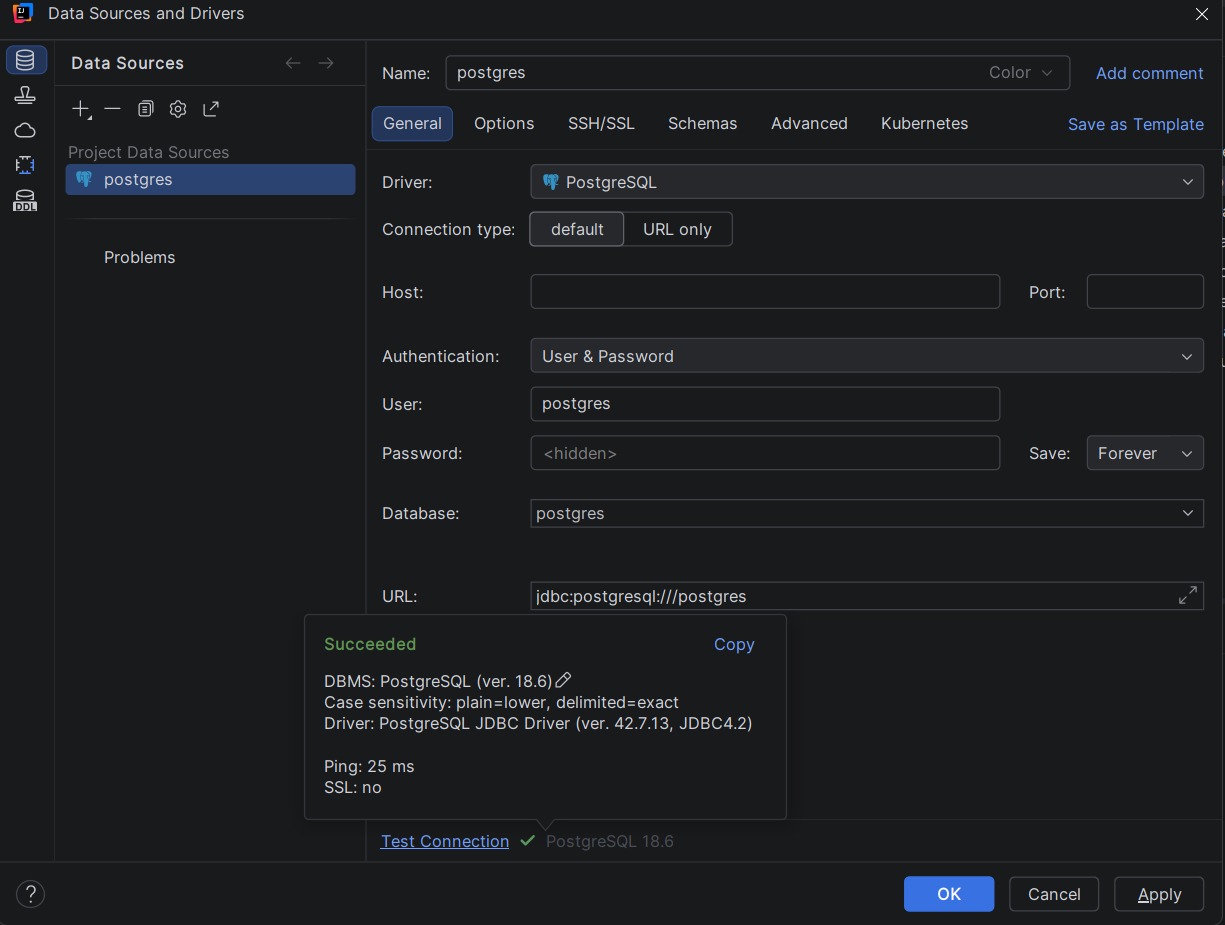 Data Sources and Drivers
Data Sources
Name: postgres Color Add comment
General Options SSH/SSL Schemas Advanced Kubernetes Save as Template
Project Data Sources
postgres
Problems
DDL
Driver: PostgreSQL
Connection type: default URL only
Host: Port:
Authentication: User & Password
User: postgres
Password: <hidden> Save: Forever
Database: postgres
URL: jdbc:postgresql:///postgres
Succeeded Copy
DBMS: PostgreSQL (ver. 18.6)
Case sensitivity: plain=lower, delimited=exact
Driver: PostgreSQL JDBC Driver (ver. 42.7.13, JDBC4.2)
Ping: 25 ms
SSL: no
Test Connection PostgreSQL 18.6
? OK Cancel Apply